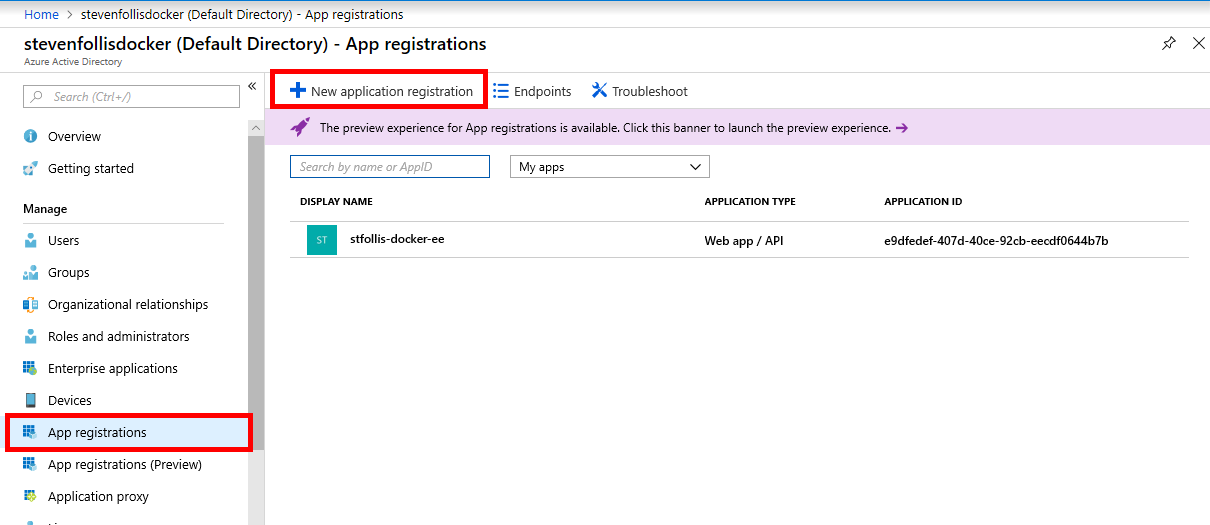 Home > stevenfollisdocker (Default Directory) - App registrations
stevenfollisdocker (Default Directory) - App registrations
Azure Active Directory
Search (Ctrl+/)
«
Overview
Getting started
Manage
Users
Groups
Organizational relationships
Roles and administrators
Enterprise applications
Devices
App registrations
App registrations (Preview)
Application proxy
New application registration
Endpoints
Troubleshoot
The preview experience for App registrations is available. Click this banner to launch the preview experience. →
Search by name or AppID
My apps
DISPLAY NAME APPLICATION TYPE APPLICATION ID
ST stfollis-docker-ee Web app / API e9dfedef-407d-40ce-92cb-eecdf0644b7b